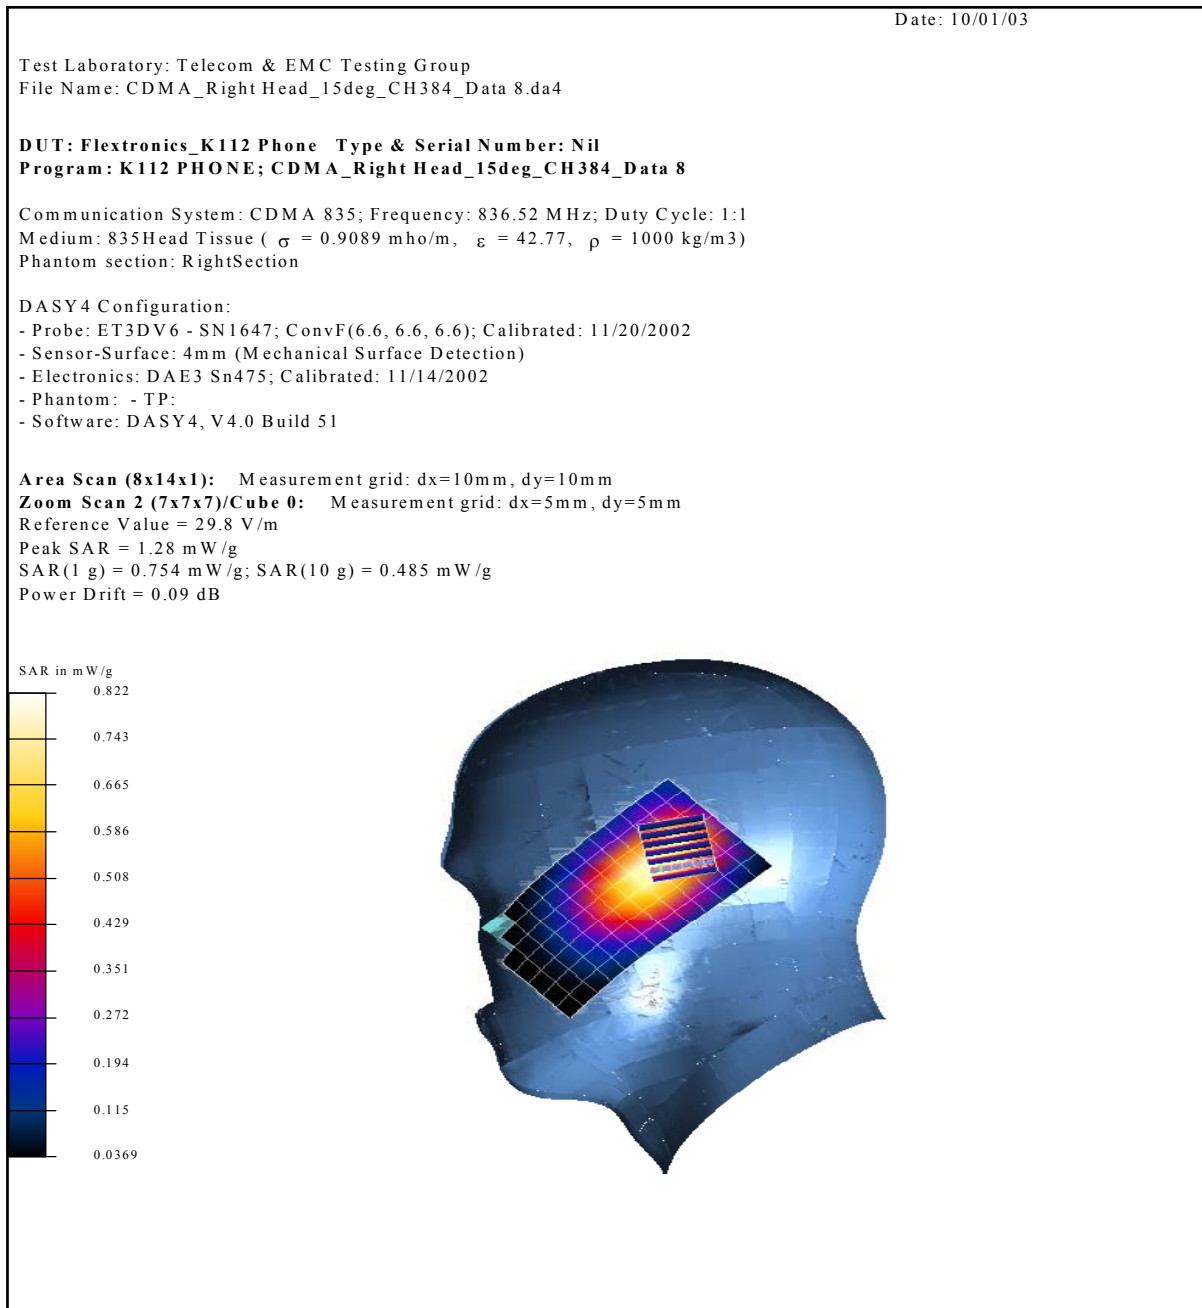 Date: 10/01/03
Test Laboratory: Telecom & EMC Testing Group
File Name: CDMA_Right Head_15deg_CH384_Data 8.da4
DUT: Flextronics_K112 Phone Type & Serial Number: Nil
Program: K112 PHONE; CDMA_Right Head_15deg_CH384_Data 8
Communication System: CDMA 835; Frequency: 836.52 MHz; Duty Cycle: 1:1
Medium: 835Head Tissue ( σ = 0.9089 mho/m, ε = 42.77, ρ = 1000 kg/m3)
Phantom section: RightSection
DASY4 Configuration:
- Probe: ET3DV6 - SN1647; ConvF(6.6, 6.6, 6.6); Calibrated: 11/20/2002
- Sensor-Surface: 4mm (Mechanical Surface Detection)
- Electronics: DAE3 Sn475; Calibrated: 11/14/2002
- Phantom: - TP:
- Software: DASY4, V4.0 Build 51
Area Scan (8x14x1): Measurement grid: dx=10mm, dy=10mm
Zoom Scan 2 (7x7x7)/Cube 0: Measurement grid: dx=5mm, dy=5mm
Reference Value = 29.8 V/m
Peak SAR = 1.28 mW/g
SAR(1 g) = 0.754 mW/g; SAR(10 g) = 0.485 mW/g
Power Drift = 0.09 dB
SAR in mW/g
0.822
0.743
0.665
0.586
0.508
0.429
0.351
0.272
0.194
0.115
0.0369